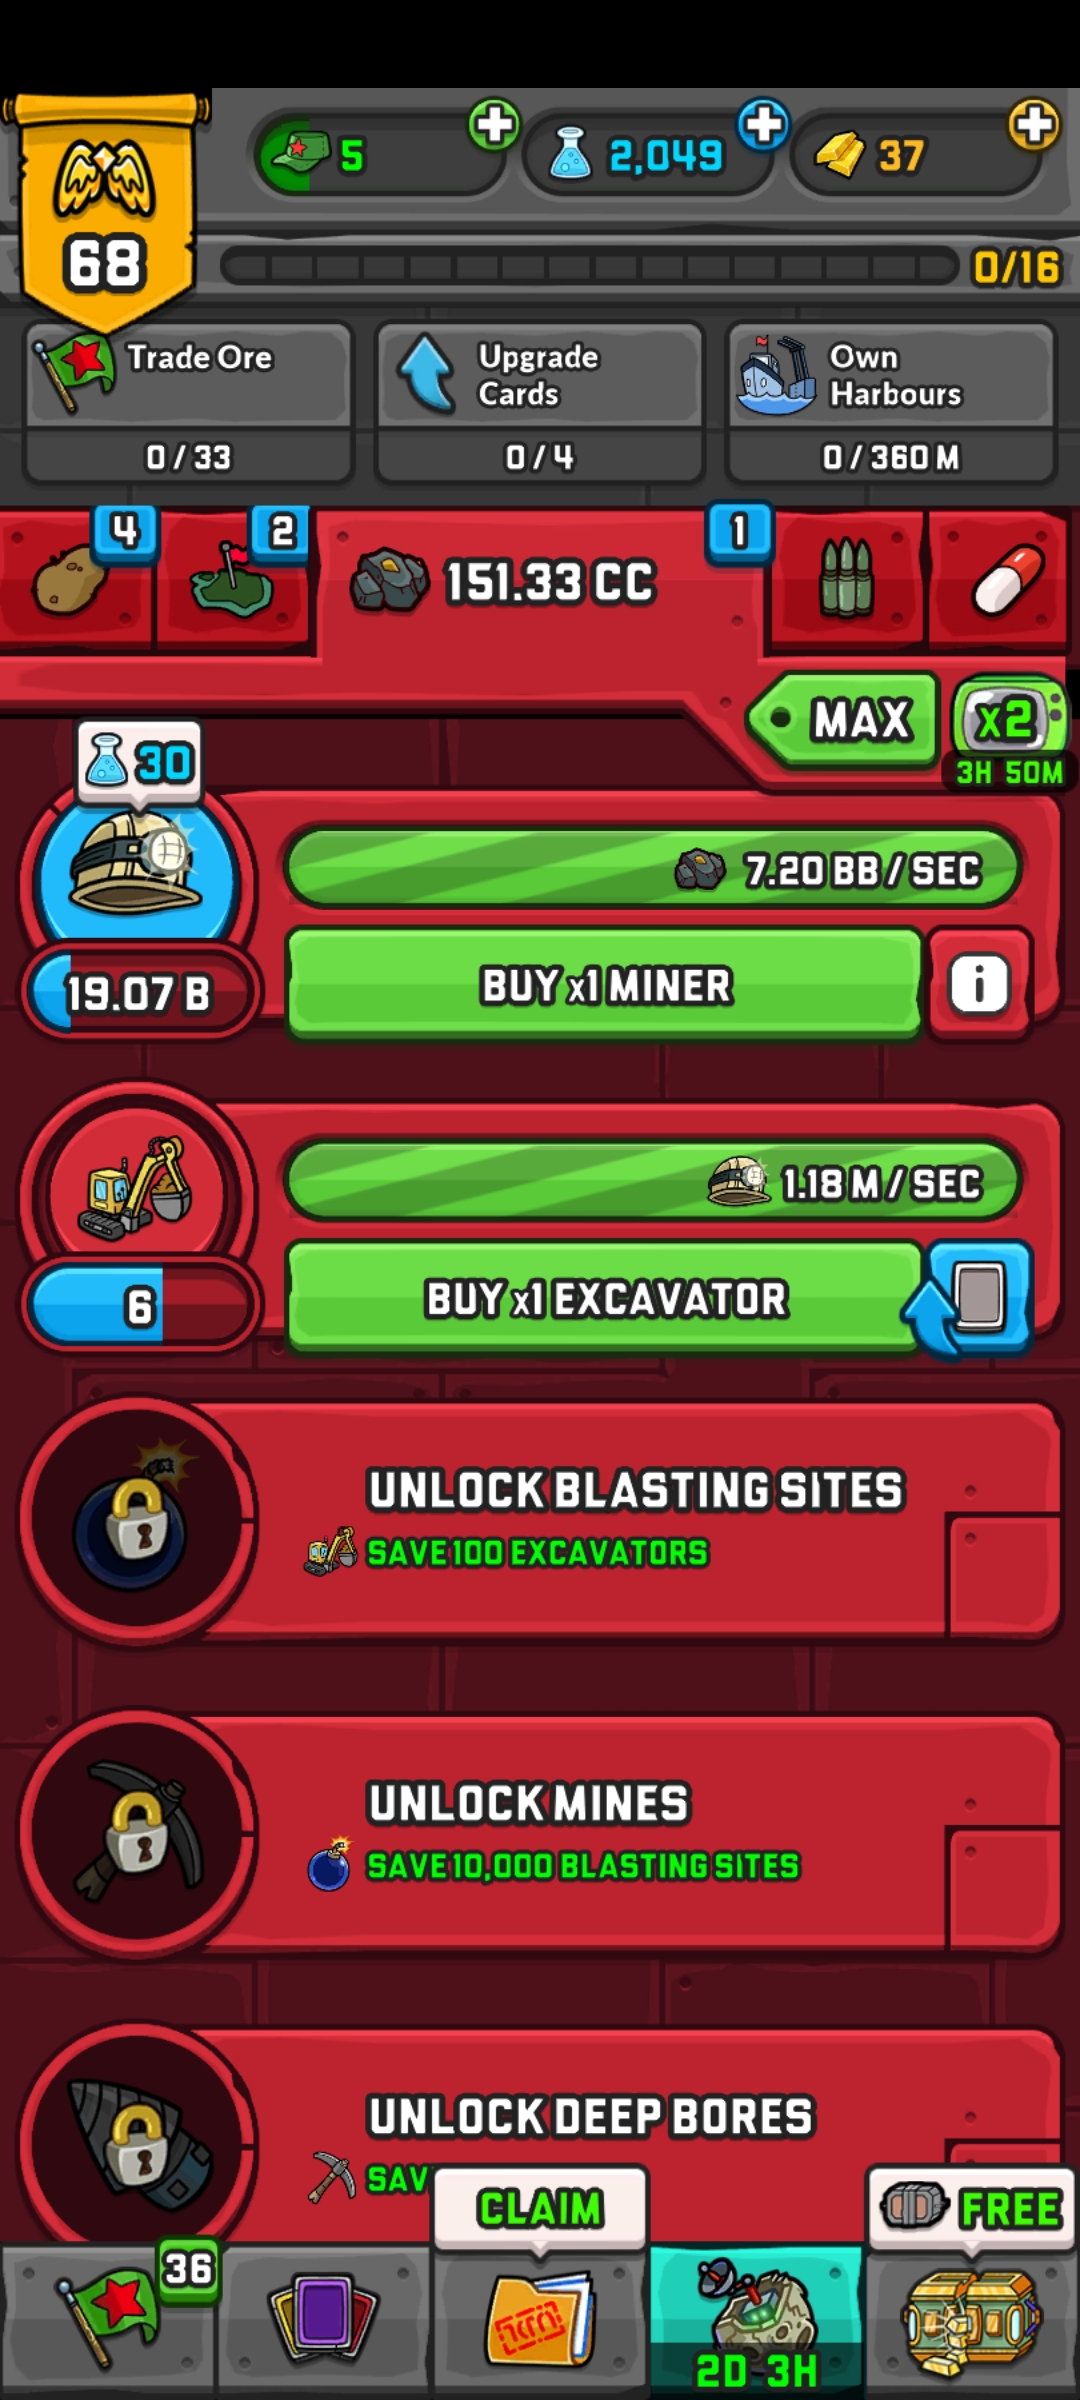 5
2,049
37
68
0/16
Trade Ore
0 / 33
Upgrade
Cards
0 / 4
Own
Harbours
0 / 360 M
4
2
151.33 CC
1
MAX
x2
3H 50M
30
7.20 BB / SEC
19.07 B
BUY x1 MINER
i
1.18 M / SEC
6
BUY x1 EXCAVATOR
UNLOCK BLASTING SITES
SAVE 100 EXCAVATORS
UNLOCK MINES
SAVE 10,000 BLASTING SITES
UNLOCK DEEP BORES
SAV
CLAIM
FREE
36
2D 3H